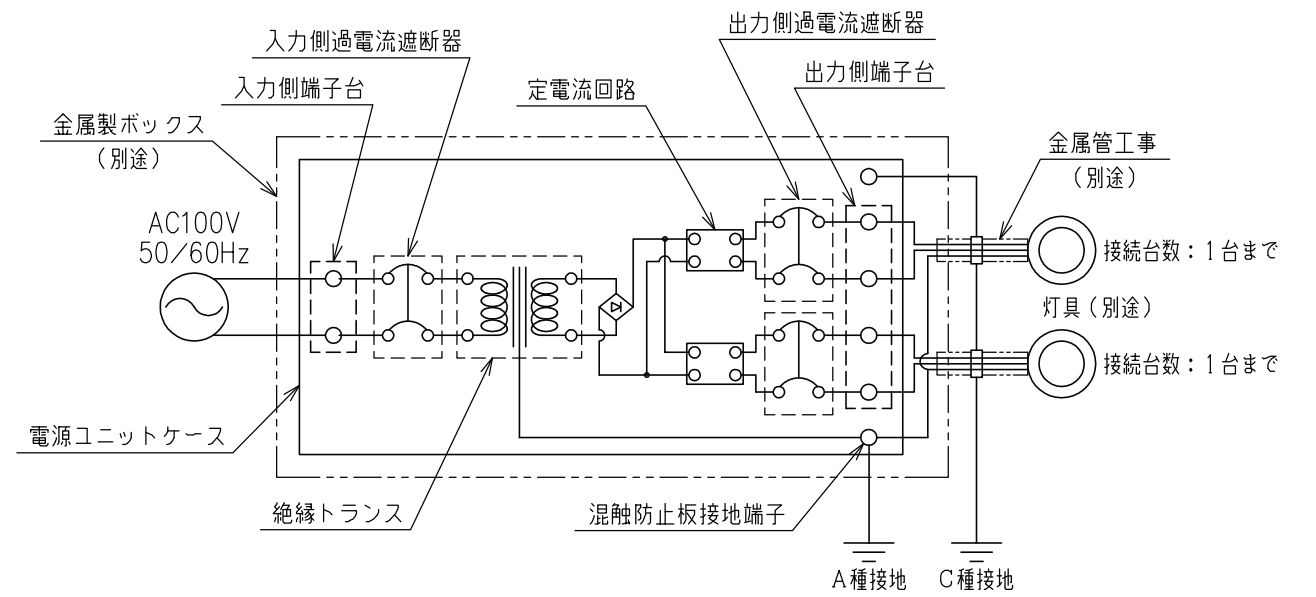 出力側過電流遮断器
入力側過電流遮断器
出力側端子台
入力側端子台
定電流回路
金属製ボックス
（別途）
金属管工事
（別途）
AC100V
50/60Hz
接続台数：1台まで
灯具（別途）
接続台数：1台まで
電源ユニットケース
絶縁トランス
混触防止板接地端子
A種接地
C種接地